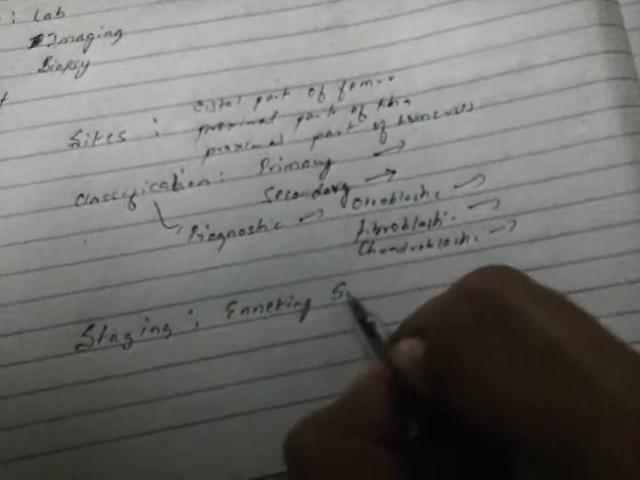 : Lab
Imaging
Biopsy
Sites : distal part of femur
proximal part of tibia
proximal part of humerus
Classification : Primary →
Secondary →
Prognostic → Osteoblastic →
fibroblastic →
Chondroblastic →
Staging : Enneking S